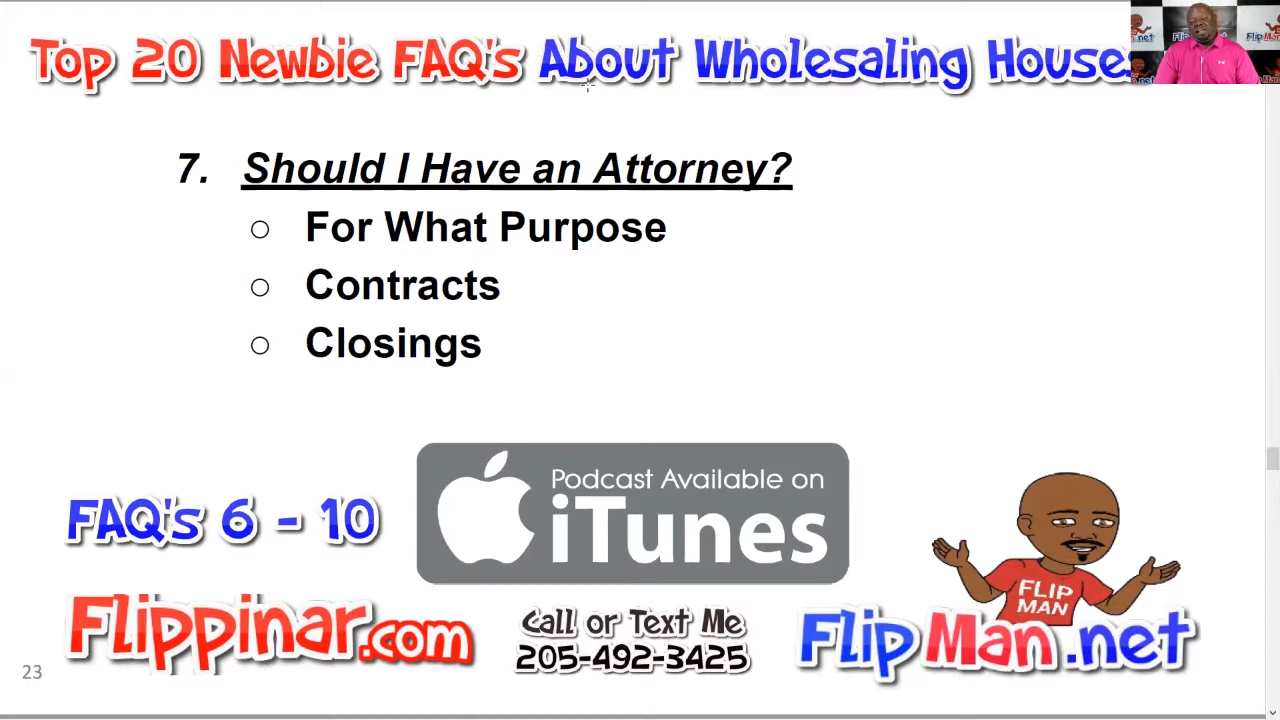 Top 20 Newbie FAQ's About Wholesaling House
7. Should I Have an Attorney?
○ For What Purpose
○ Contracts
○ Closings
Podcast Available on
iTunes
FAQ's 6 - 10
FLIP
MAN
Flippinar.com
Call or Text Me
205-492-3425
FlipMan.net
23